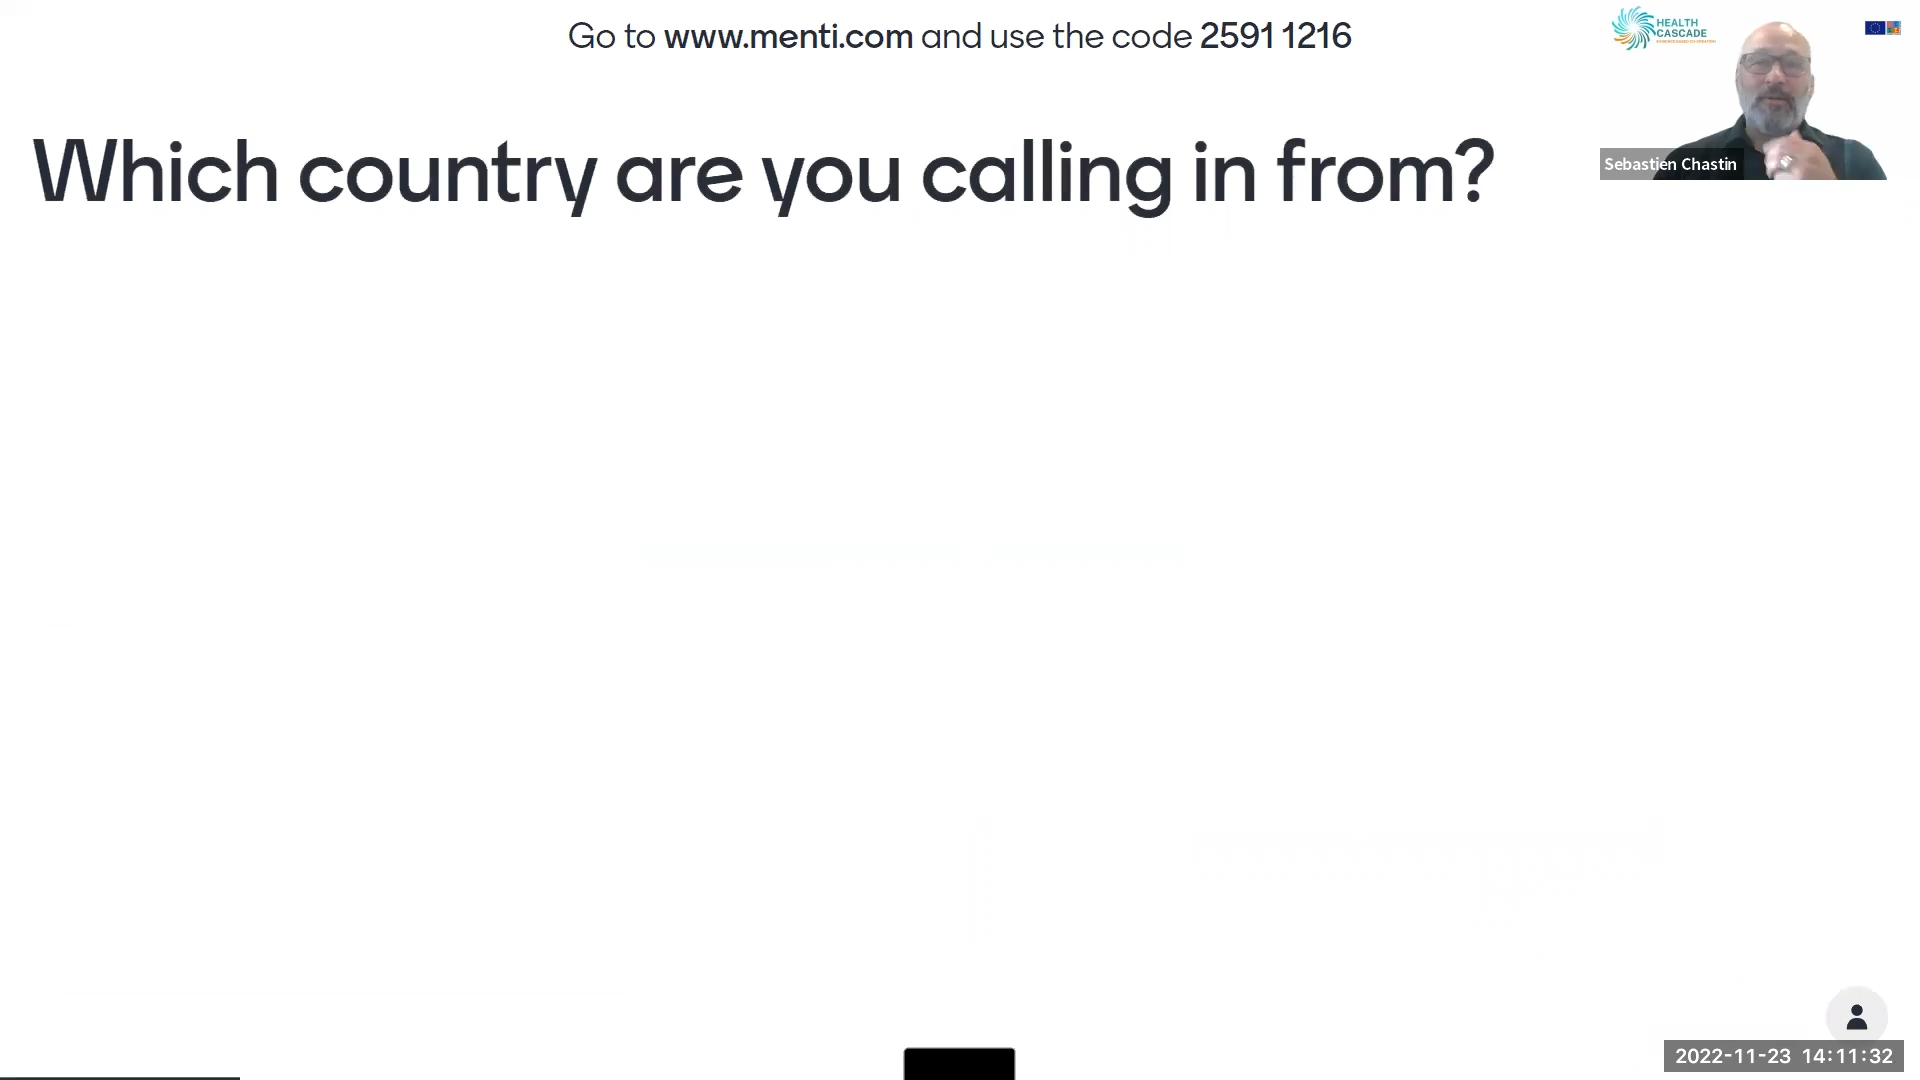 Go to www.menti.com and use the code 2591 1216
HEALTH
CASCADE
Which country are you calling in from?
Sebastien Chastin
2022-11-23 14:11:32